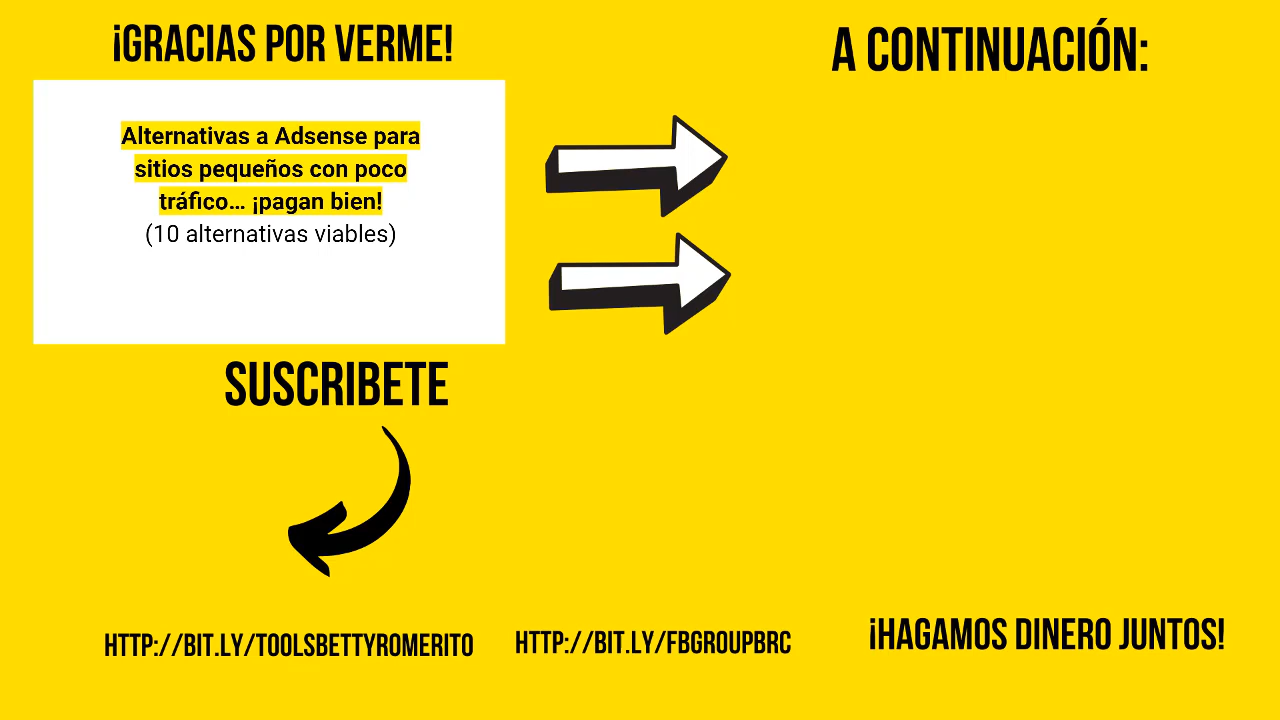 ¡GRACIAS POR VERME!
A CONTINUACIÓN:
Alternativas a Adsense para
sitios pequeños con poco
tráfico… ¡pagan bien!
(10 alternativas viables)
SUSCRIBETE
HTTP://BIT.LY/TOOLSBETTYROMERITO
HTTP://BIT.LY/FBGROUPBRC
¡HAGAMOS DINERO JUNTOS!